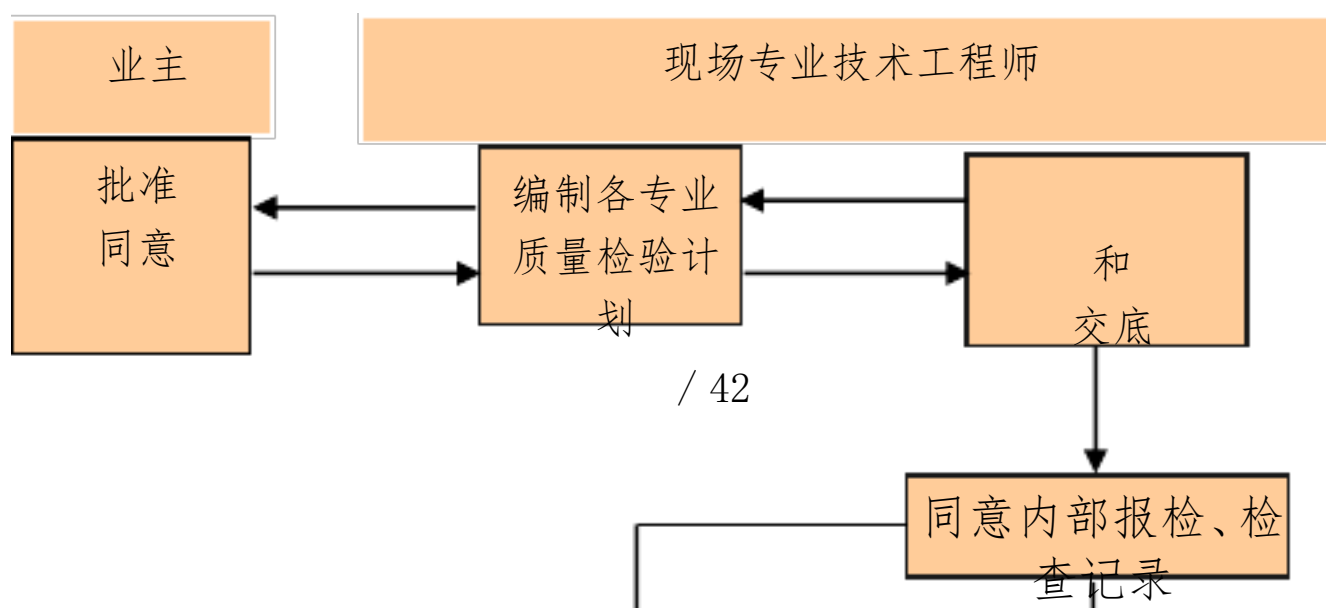 业主
现场专业技术工程师
批准
同意
编制各专业
质量检验计
划
和
交底
/ 42
同意内部报检、检
查记录